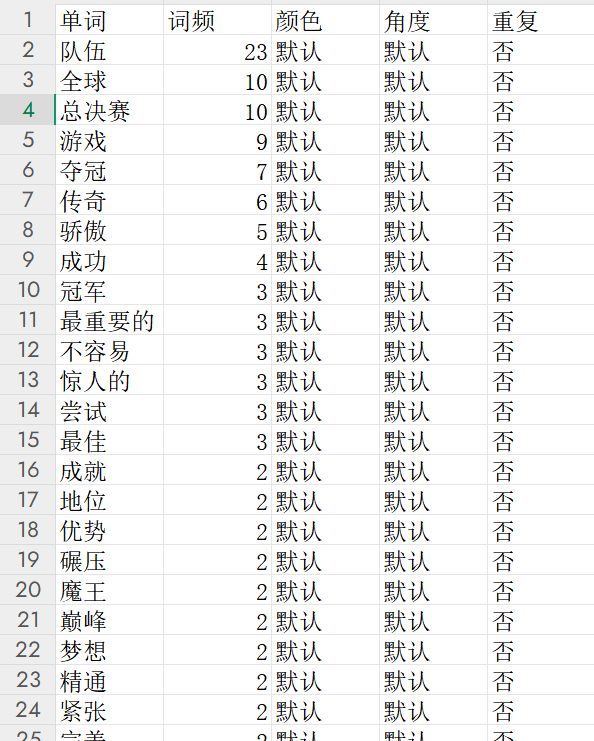 1 单词 词频 颜色 角度 重复
2 队伍 23 默认 默认 否
3 全球 10 默认 默认 否
4 总决赛 10 默认 默认 否
5 游戏 9 默认 默认 否
6 夺冠 7 默认 默认 否
7 传奇 6 默认 默认 否
8 骄傲 5 默认 默认 否
9 成功 4 默认 默认 否
10 冠军 3 默认 默认 否
11 最重要的 3 默认 默认 否
12 不容易 3 默认 默认 否
13 惊人的 3 默认 默认 否
14 尝试 3 默认 默认 否
15 最佳 3 默认 默认 否
16 成就 2 默认 默认 否
17 地位 2 默认 默认 否
18 优势 2 默认 默认 否
19 碾压 2 默认 默认 否
20 魔王 2 默认 默认 否
21 巅峰 2 默认 默认 否
22 梦想 2 默认 默认 否
23 精通 2 默认 默认 否
24 紧张 2 默认 默认 否
25 2 默认 默认 否